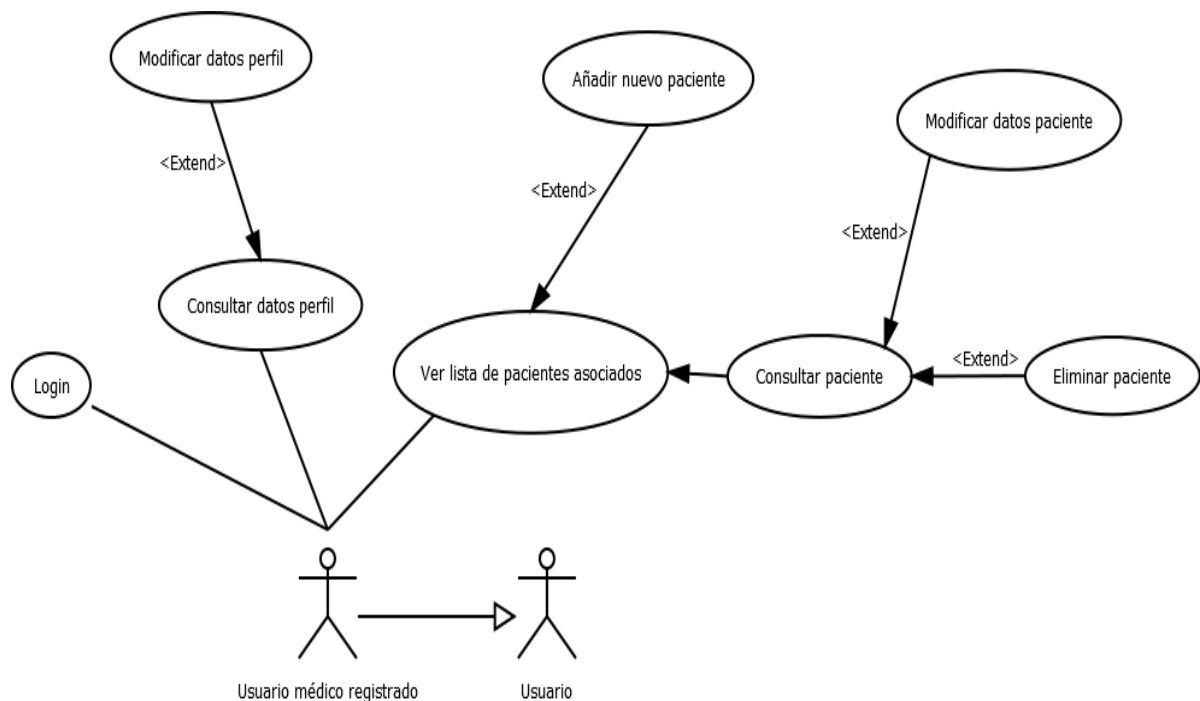 Modificar datos perfil
Añadir nuevo paciente
Modificar datos paciente
<Extend>
<Extend>
<Extend>
Consultar datos perfil
Login
Ver lista de pacientes asociados
Consultar paciente
<Extend>
Eliminar paciente
Usuario médico registrado
Usuario